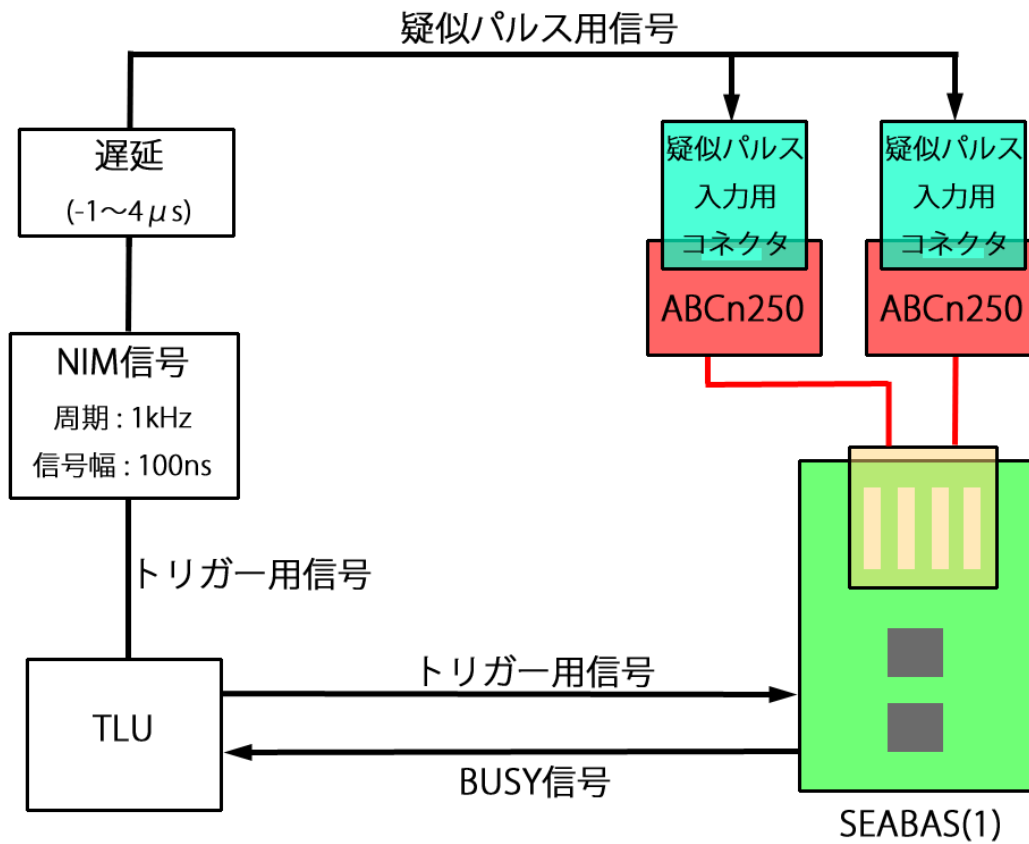 疑似パルス用信号
遅延
(-1〜4μs)
疑似パルス
入力用
コネクタ
ABCn250
疑似パルス
入力用
コネクタ
ABCn250
NIM信号
周期 : 1kHz
信号幅 : 100ns
トリガー用信号
TLU
トリガー用信号
BUSY信号
SEABAS(1)